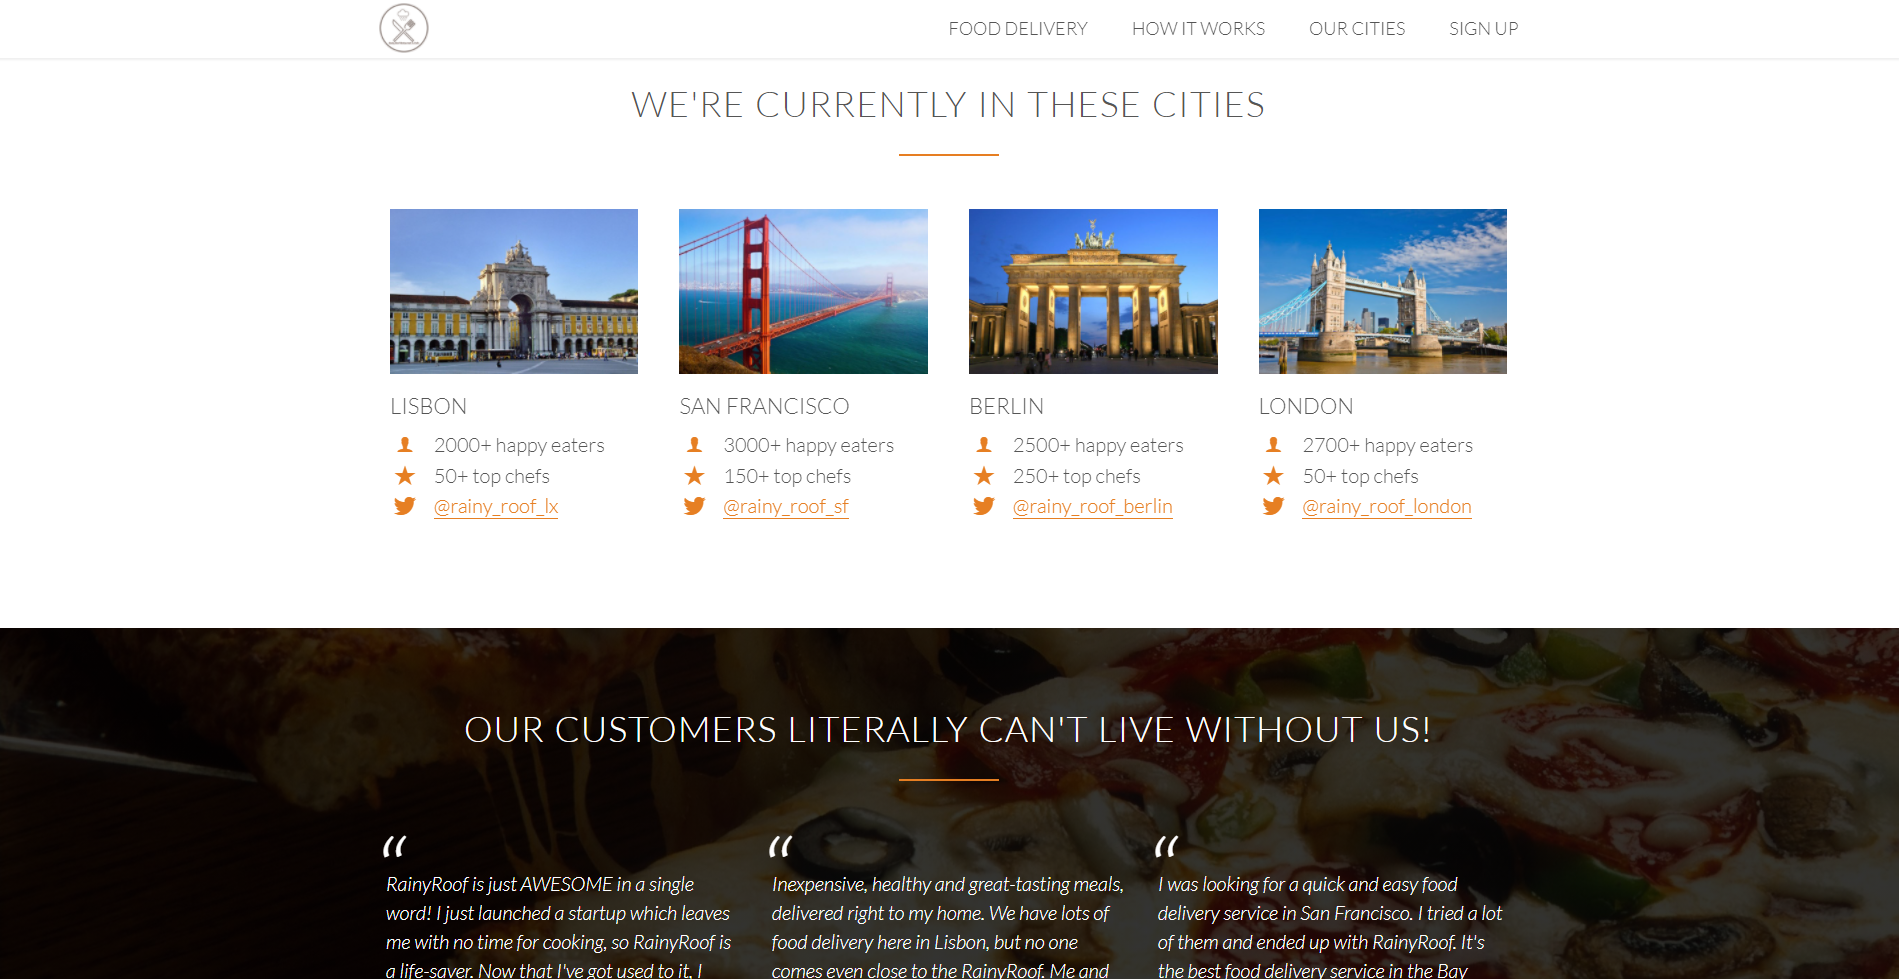 FOOD DELIVERY HOW IT WORKS OUR CITIES SIGN UP
WE'RE CURRENTLY IN THESE CITIES
LISBON
2000+ happy eaters
50+ top chefs
@rainy_roof_lx
SAN FRANCISCO
3000+ happy eaters
150+ top chefs
@rainy_roof_sf
BERLIN
2500+ happy eaters
250+ top chefs
@rainy_roof_berlin
LONDON
2700+ happy eaters
50+ top chefs
@rainy_roof_london
OUR CUSTOMERS LITERALLY CAN'T LIVE WITHOUT US!
“
RainyRoof is just AWESOME in a single
word! I just launched a startup which leaves
me with no time for cooking, so RainyRoof is
a life-saver. Now that I've got used to it, I
“
Inexpensive, healthy and great-tasting meals,
delivered right to my home. We have lots of
food delivery here in Lisbon, but no one
comes even close to the RainyRoof. Me and
“
I was looking for a quick and easy food
delivery service in San Francisco. I tried a lot
of them and ended up with RainyRoof. It's
the best food delivery service in the Bay